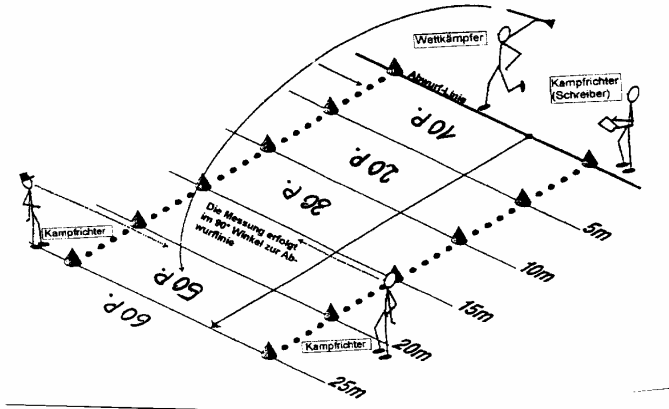 Wettkämpfer
Abwurf-Linie
Kampfrichter
(Schreiber)
10 P.
20 P.
30 P.
Die Messung erfolgt
im 90° Winkel zur Ab-
wurflinie
Kampfrichter
50 P.
60 P.
Kampfrichter
5m
10m
15m
20m
25m